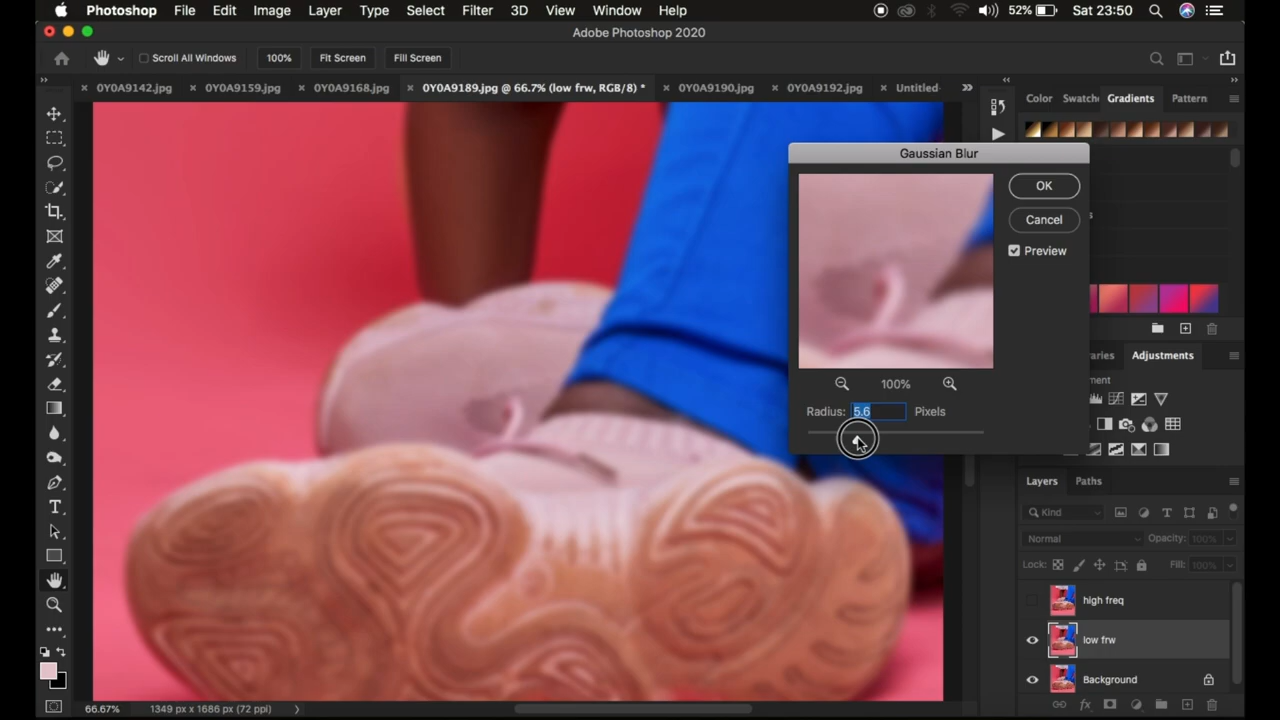 Photoshop File Edit Image Layer Type Select Filter 3D View Window Help 52% Sat 23:50
Adobe Photoshop 2020
Scroll All Windows 100% Fit Screen Fill Screen
0Y0A9142.jpg 0Y0A9159.jpg 0Y0A9168.jpg 0Y0A9189.jpg @ 66.7% (low frw, RGB/8) * 0Y0A9190.jpg 0Y0A9192.jpg Untitled-
Color Swatch Gradients Pattern
Gaussian Blur
OK
Cancel
Preview
100%
Radius: 5.6 Pixels
Adjustments
Layers Paths
Kind
Normal Opacity: 100%
Lock: Fill: 100%
high freq
low frw
Background
66.67% 1349 px x 1686 px (72 ppi)